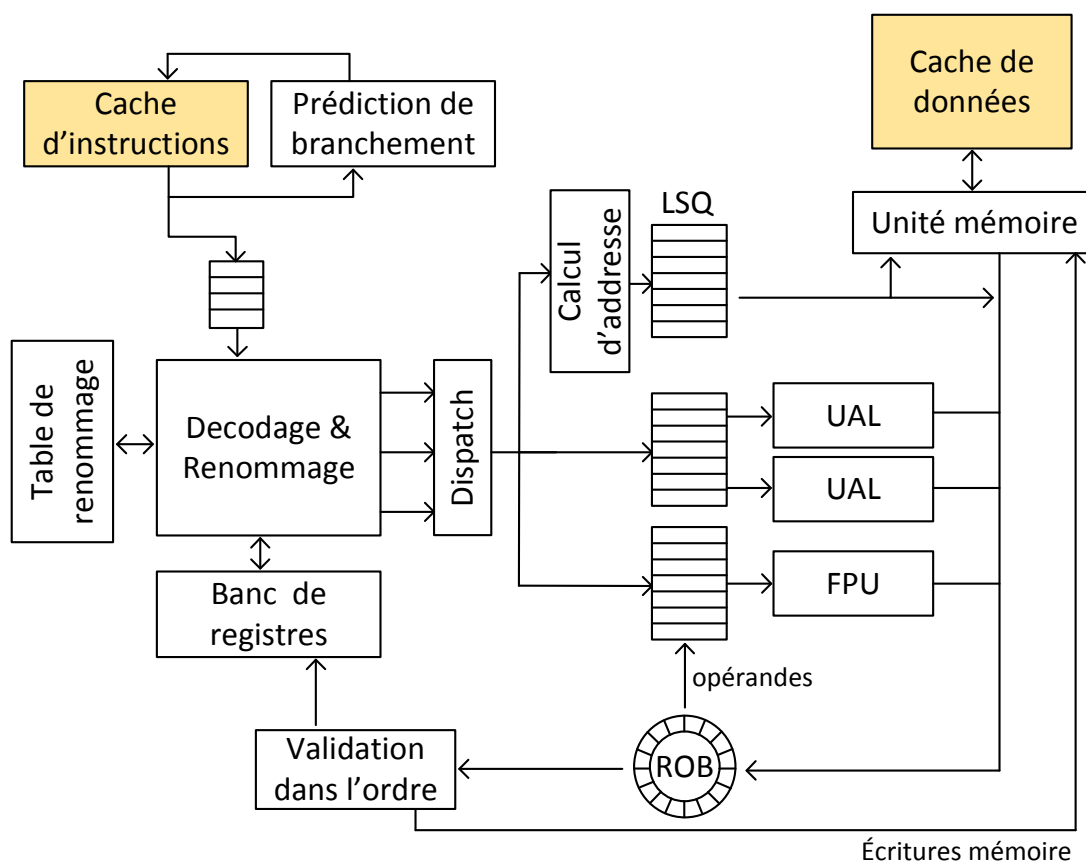 Cache
d'instructions
Prédiction de
branchement
Cache de
données
Unité mémoire
LSQ
Calcul
d'addresse
Table de
renommage
Decodage &
Renommage
Dispatch
UAL
UAL
FPU
Banc de
registres
opérandes
ROB
Validation
dans l'ordre
Écritures mémoire